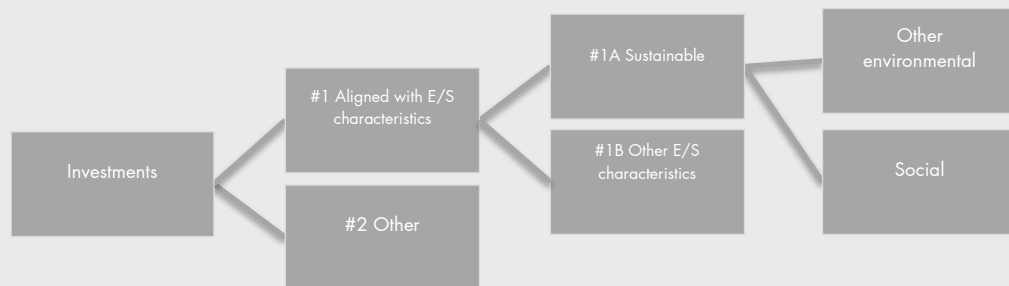 Investments
#1 Aligned with E/S
characteristics
#2 Other
#1A Sustainable
#1B Other E/S
characteristics
Other
environmental
Social